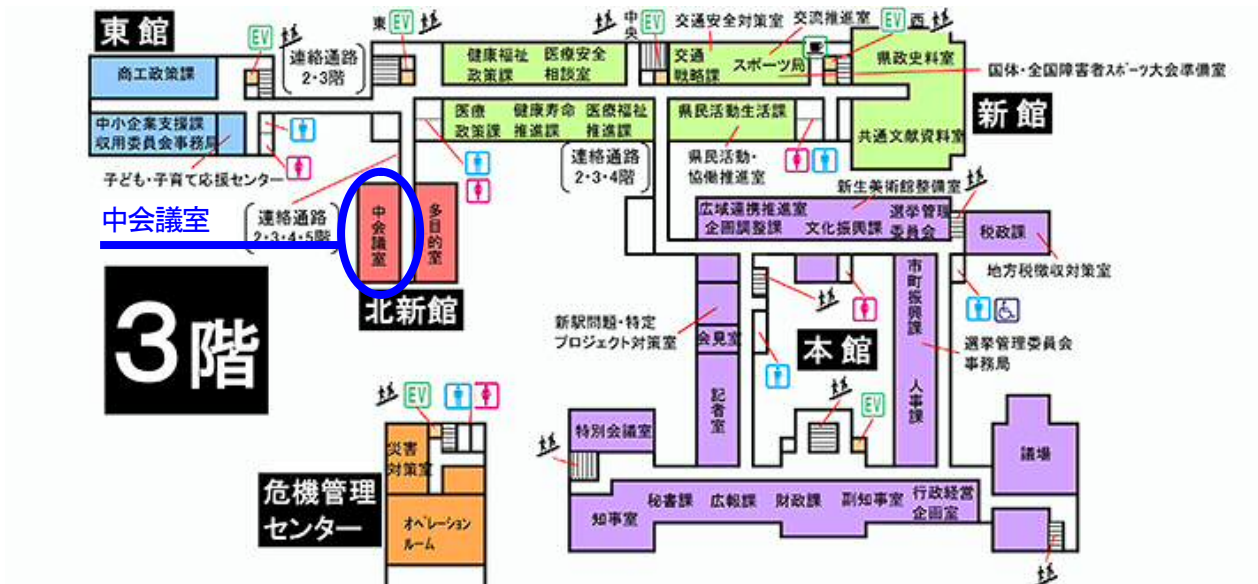 東館
EV
東 EV
中央 EV
交通安全対策室
交流推進室
EV 西
商工政策課
連絡通路
2・3階
健康福祉
政策課
医療安全
相談室
交通
戦略課
スポーツ局
県政史料室
国体・全国障害者スポーツ大会準備室
新館
中小企業支援課
収用委員会事務局
医療
政策課
健康寿命
推進課
医療福祉
推進課
県民活動生活課
共通文献資料室
子ども・子育て応援センター
連絡通路
2・3・4階
県民活動・
協働推進室
新生美術館整備室
中会議室
連絡通路
2・3・4・5階
中会議室
多目的室
広域連携推進室
企画調整課
文化振興課
選挙管理
委員会
税政課
地方税徴収対策室
3階
北新館
新駅問題・特定
プロジェクト対策室
会見室
本館
市町振興課
選挙管理委員会
事務局
記者室
人事課
EV
EV
災害
対策室
特別会議室
議場
危機管理
センター
オペレーション
ルーム
知事室
秘書課
広報課
財政課
副知事室
行政経営
企画室